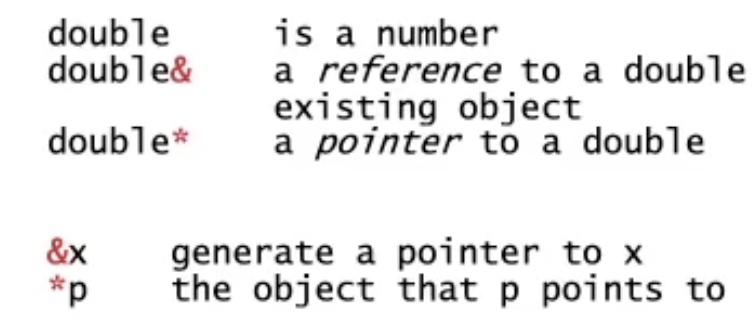 double is a number
double& a reference to a double
existing object
double* a pointer to a double
&x generate a pointer to x
*p the object that p points to